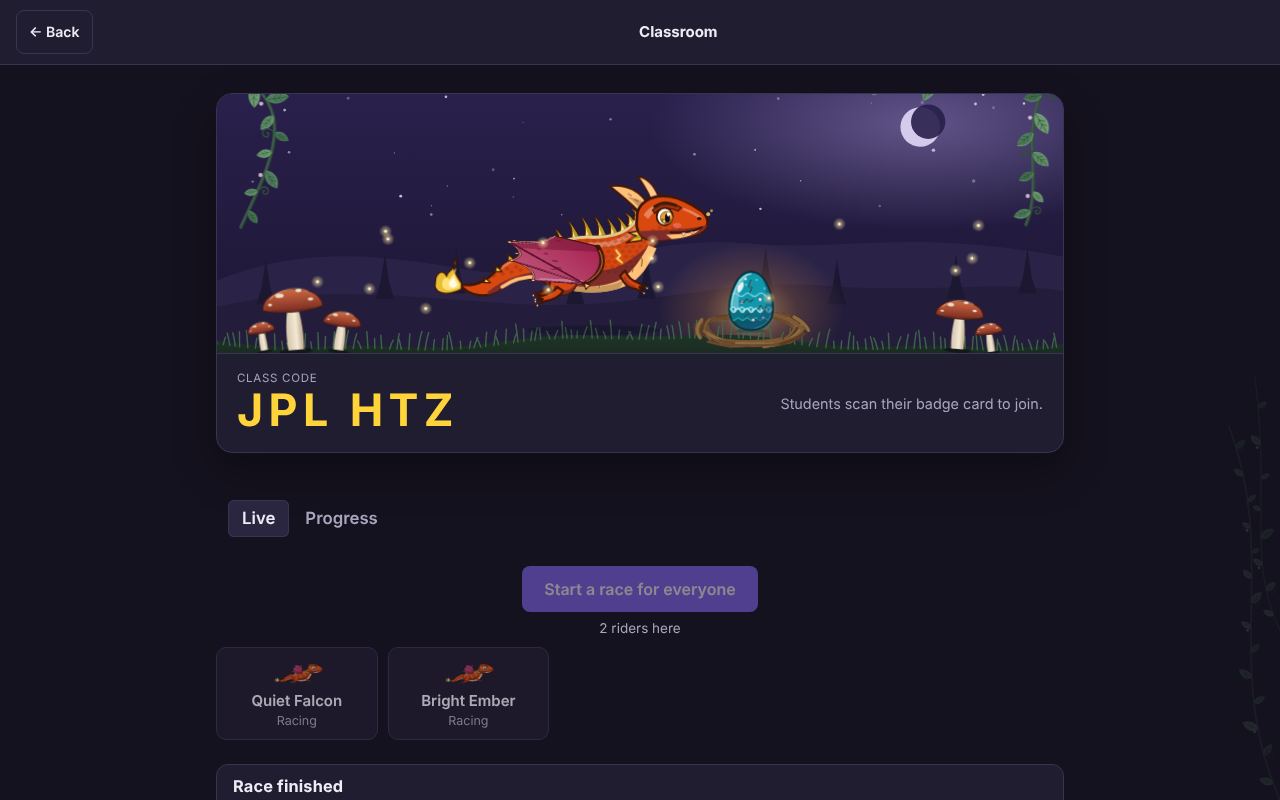 ← Back
Classroom
CLASS CODE
JPL HTZ
Students scan their badge card to join.
Live
Progress
Start a race for everyone
2 riders here
Quiet Falcon
Racing
Bright Ember
Racing
Race finished